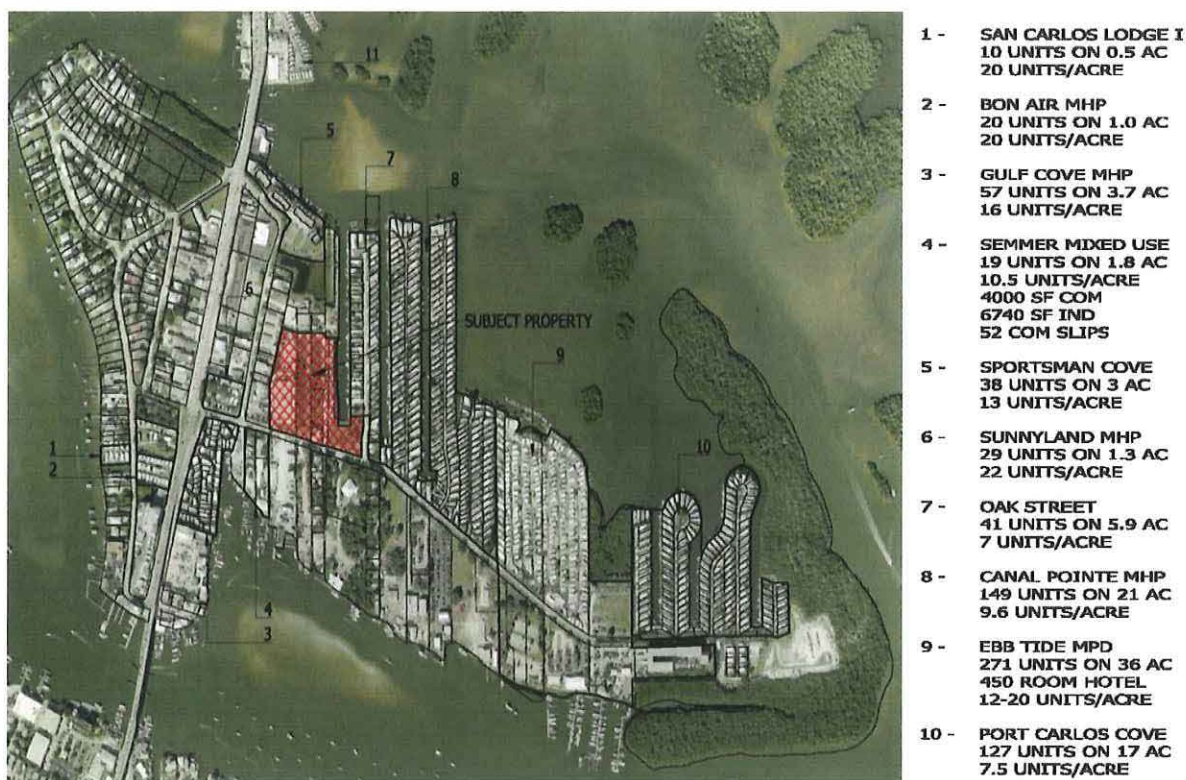 11
5
7
8
6
SUBJECT PROPERTY
9
1
2
10
4
3
1 - SAN CARLOS LODGE I
10 UNITS ON 0.5 AC
20 UNITS/ACRE
2 - BON AIR MHP
20 UNITS ON 1.0 AC
20 UNITS/ACRE
3 - GULF COVE MHP
57 UNITS ON 3.7 AC
16 UNITS/ACRE
4 - SEMMER MIXED USE
19 UNITS ON 1.8 AC
10.5 UNITS/ACRE
4000 SF COM
6740 SF IND
52 COM SLIPS
5 - SPORTSMAN COVE
38 UNITS ON 3 AC
13 UNITS/ACRE
6 - SUNNYLAND MHP
29 UNITS ON 1.3 AC
22 UNITS/ACRE
7 - OAK STREET
41 UNITS ON 5.9 AC
7 UNITS/ACRE
8 - CANAL POINTE MHP
149 UNITS ON 21 AC
9.6 UNITS/ACRE
9 - EBB TIDE MPD
271 UNITS ON 36 AC
450 ROOM HOTEL
12-20 UNITS/ACRE
10 - PORT CARLOS COVE
127 UNITS ON 17 AC
7.5 UNITS/ACRE